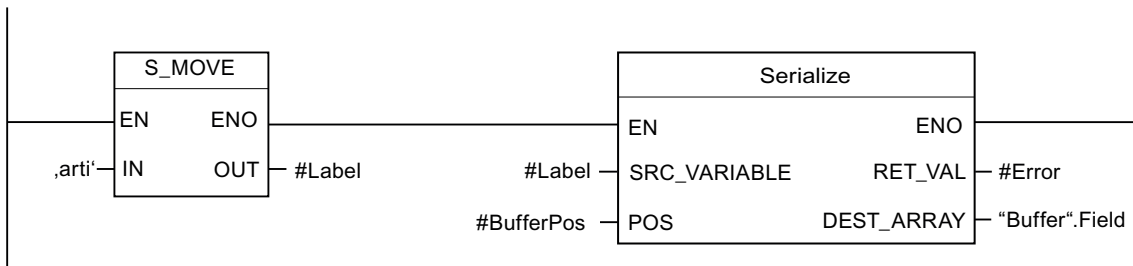 S_MOVE
EN ENO
‚arti‘ IN OUT #Label
Serialize
EN ENO
#Label SRC_VARIABLE RET_VAL #Error
#BufferPos POS DEST_ARRAY “Buffer“.Field